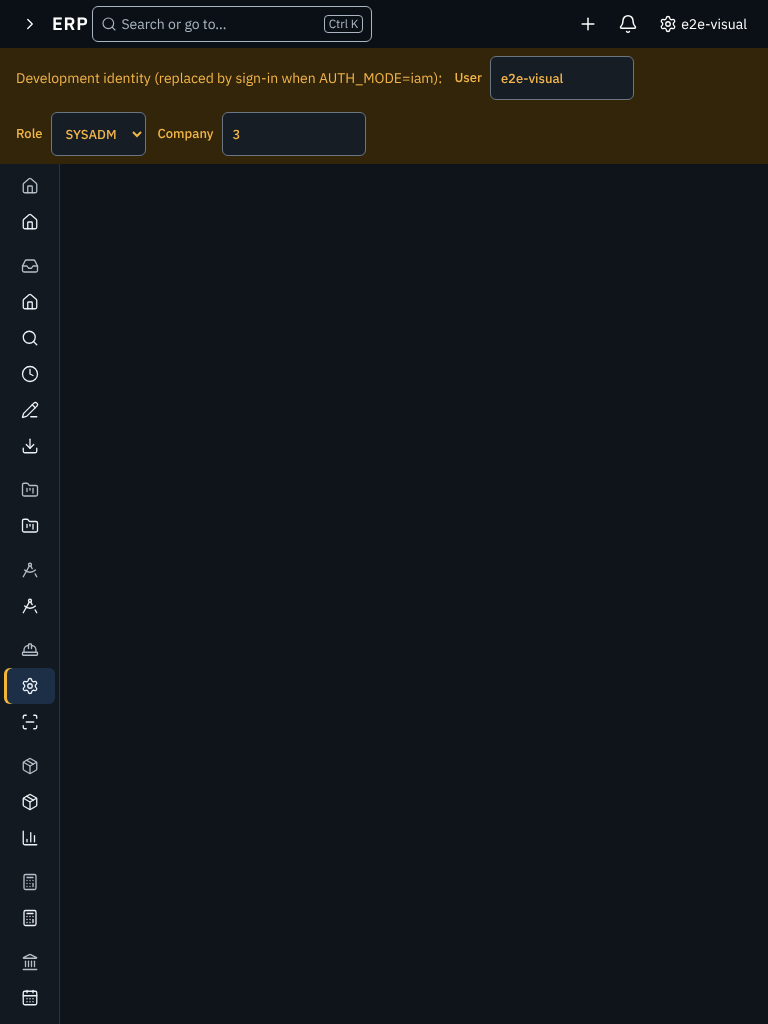 ERP Search or go to... Ctrl K e2e-visual
Development identity (replaced by sign-in when AUTH_MODE=iam): User e2e-visual
Role SYSADM Company 3